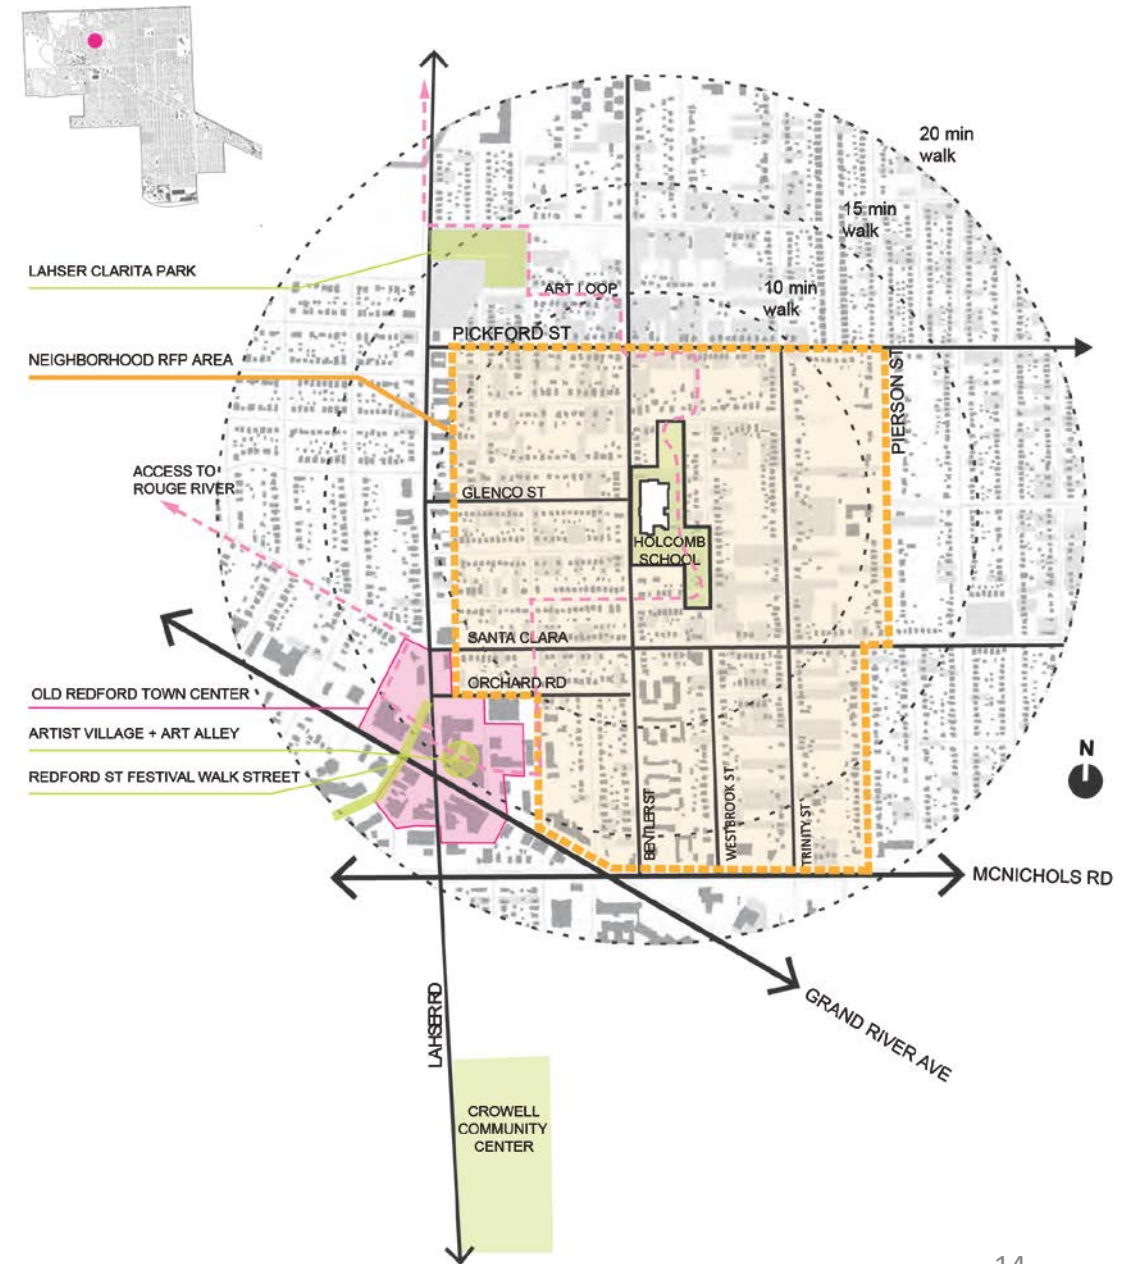 20 min
walk
15 min
walk
LAHSER CLARITA PARK
ART LOOP
10 min
walk
PICKFORD ST
NEIGHBORHOOD RFP AREA
PIERSON ST
ACCESS TO
ROUGE RIVER
GLENCO ST
HOLCOMB
SCHOOL
SANTA CLARA
OLD REDFORD TOWN CENTER
ORCHARD RD
ARTIST VILLAGE + ART ALLEY
REDFORD ST FESTIVAL WALK STREET
N
BENTLER ST
WESTBROOK ST
TRINITY ST
MCNICHOLS RD
LAHSER RD
GRAND RIVER AVE
CROWELL
COMMUNITY
CENTER
14